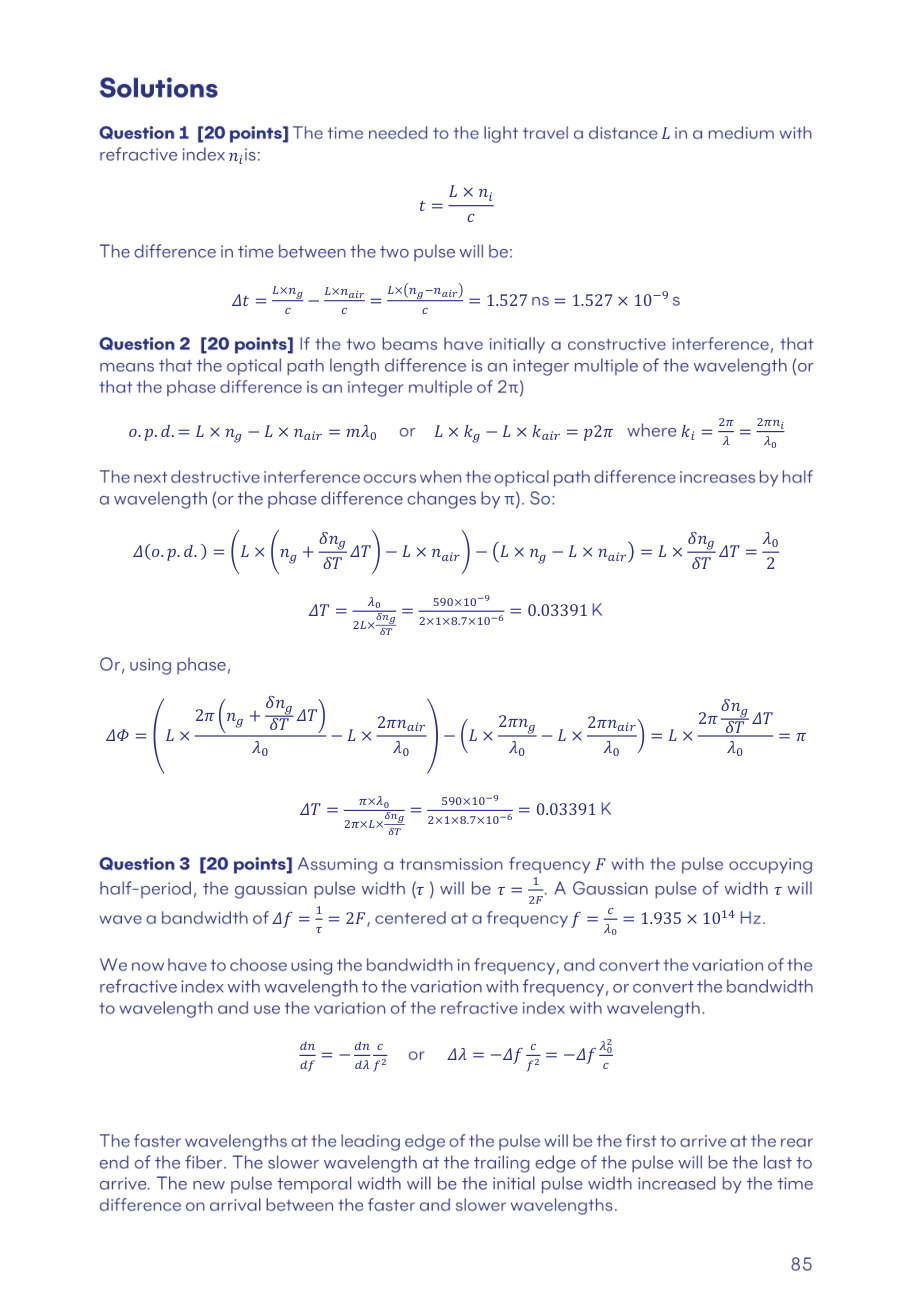 Solutions
Question 1 [20 points] The time needed to the light travel a distance L in a medium with
refractive index nᵢis:
t = (L × nᵢ)/c
The difference in time between the two pulse will be:
Δt = (L×n_g)/c − (L×n_air)/c = (L×(n_g−n_air))/c = 1.527 ns = 1.527 × 10⁻⁹ s
Question 2 [20 points] If the two beams have initially a constructive interference, that
means that the optical path length difference is an integer multiple of the wavelength (or
that the phase difference is an integer multiple of 2π)
o.p.d. = L × n_g − L × n_air = mλ₀ or L × k_g − L × k_air = p2π where kᵢ = 2π/λ = 2πnᵢ/λ₀
The next destructive interference occurs when the optical path difference increases by half
a wavelength (or the phase difference changes by π). So:
Δ(o.p.d.) = (L × (n_g + (δn_g/δT) ΔT) − L × n_air) − (L × n_g − L × n_air) = L × (δn_g/δT) ΔT = λ₀/2
ΔT = λ₀/(2L×(δn_g/δT)) = (590×10⁻⁹)/(2×1×8.7×10⁻⁶) = 0.03391 K
Or, using phase,
ΔΦ = (L × (2π(n_g + (δn_g/δT) ΔT))/λ₀ − L × (2πn_air)/λ₀) − (L × (2πn_g)/λ₀ − L × (2πn_air)/λ₀) = L × (2π (δn_g/δT) ΔT)/λ₀ = π
ΔT = (π×λ₀)/(2π×L×(δn_g/δT)) = (590×10⁻⁹)/(2×1×8.7×10⁻⁶) = 0.03391 K
Question 3 [20 points] Assuming a transmission frequency F with the pulse occupying
half-period, the gaussian pulse width (τ ) will be τ = 1/(2F). A Gaussian pulse of width τ will
wave a bandwidth of Δf = 1/τ = 2F, centered at a frequency f = c/λ₀ = 1.935 × 10¹⁴ Hz.
We now have to choose using the bandwidth in frequency, and convert the variation of the
refractive index with wavelength to the variation with frequency, or convert the bandwidth
to wavelength and use the variation of the refractive index with wavelength.
dn/df = −(dn/dλ)(c/f²) or Δλ = −Δf (c/f²) = −Δf (λ₀²/c)
The faster wavelengths at the leading edge of the pulse will be the first to arrive at the rear
end of the fiber. The slower wavelength at the trailing edge of the pulse will be the last to
arrive. The new pulse temporal width will be the initial pulse width increased by the time
difference on arrival between the faster and slower wavelengths.
85